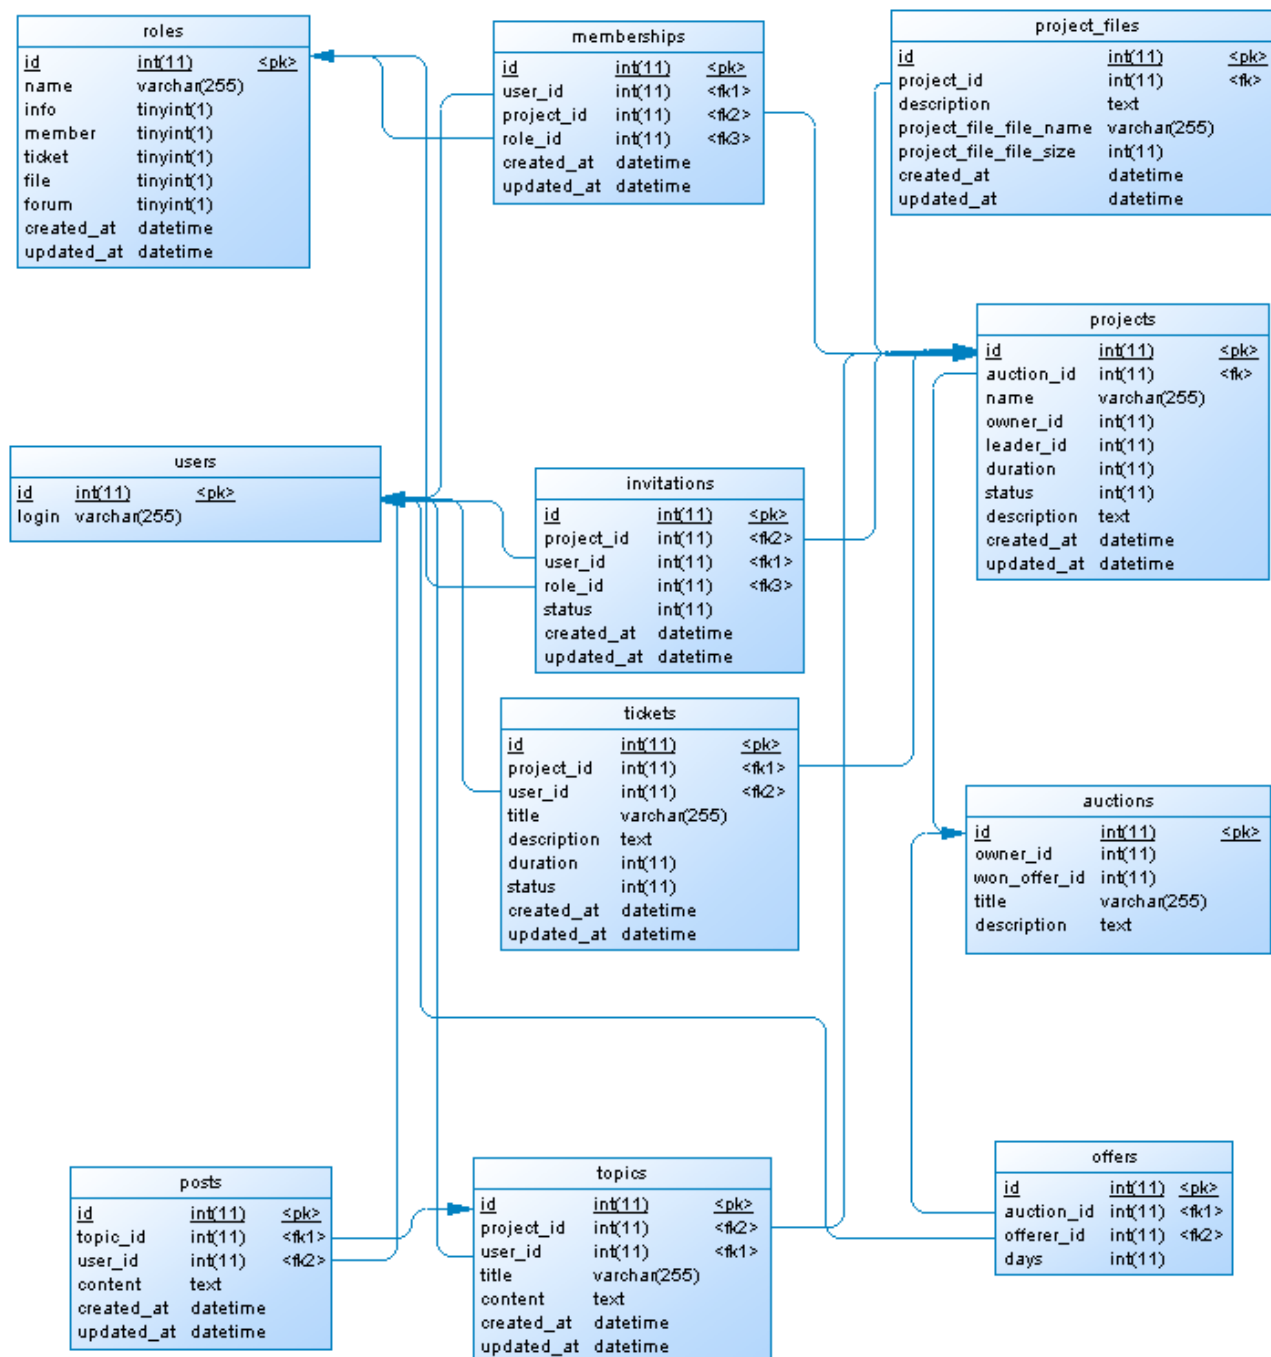 roles
id int(11) <pk>
name varchar(255)
info tinyint(1)
member tinyint(1)
ticket tinyint(1)
file tinyint(1)
forum tinyint(1)
created_at datetime
updated_at datetime
memberships
id int(11) <pk>
user_id int(11) <fk1>
project_id int(11) <fk2>
role_id int(11) <fk3>
created_at datetime
updated_at datetime
project_files
id int(11) <pk>
project_id int(11) <fk>
description text
project_file_file_name varchar(255)
project_file_file_size int(11)
created_at datetime
updated_at datetime
projects
id int(11) <pk>
auction_id int(11) <fk>
name varchar(255)
owner_id int(11)
leader_id int(11)
duration int(11)
status int(11)
description text
created_at datetime
updated_at datetime
users
id int(11) <pk>
login varchar(255)
invitations
id int(11) <pk>
project_id int(11) <fk2>
user_id int(11) <fk1>
role_id int(11) <fk3>
status int(11)
created_at datetime
updated_at datetime
tickets
id int(11) <pk>
project_id int(11) <fk1>
user_id int(11) <fk2>
title varchar(255)
description text
duration int(11)
status int(11)
created_at datetime
updated_at datetime
auctions
id int(11) <pk>
owner_id int(11)
won_offer_id int(11)
title varchar(255)
description text
posts
id int(11) <pk>
topic_id int(11) <fk1>
user_id int(11) <fk2>
content text
created_at datetime
updated_at datetime
topics
id int(11) <pk>
project_id int(11) <fk2>
user_id int(11) <fk1>
title varchar(255)
content text
created_at datetime
updated_at datetime
offers
id int(11) <pk>
auction_id int(11) <fk1>
offerer_id int(11) <fk2>
days int(11)